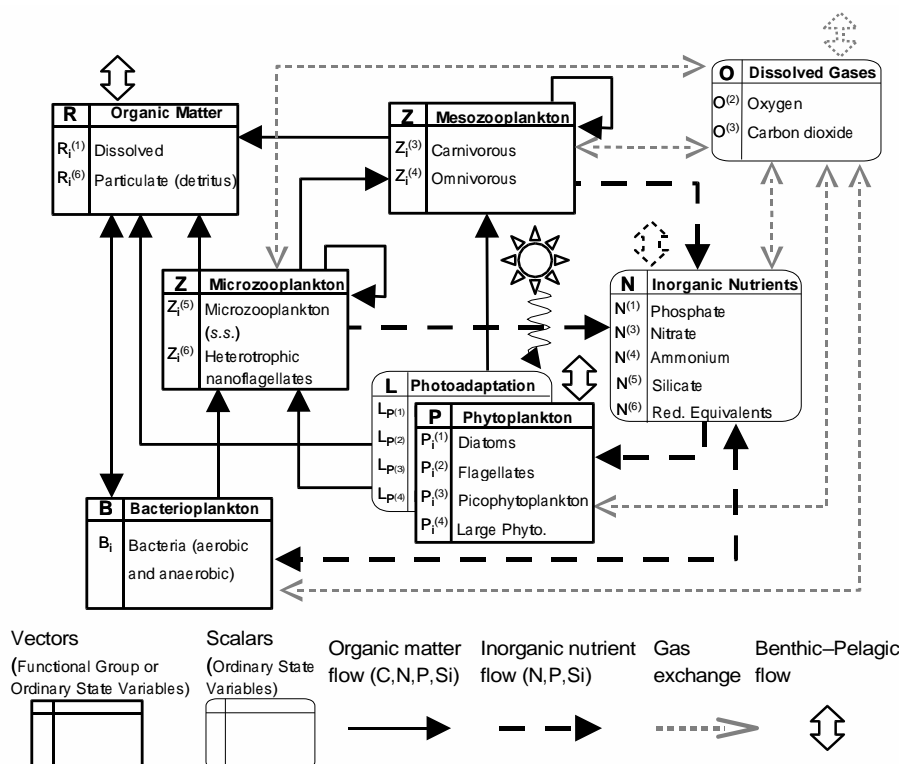 O Dissolved Gases
O(2) Oxygen
O(3) Carbon dioxide
R Organic Matter
Ri(1) Dissolved
Ri(6) Particulate (detritus)
Z Mesozooplankton
Zi(3) Carnivorous
Zi(4) Omnivorous
Z Microzooplankton
Zi(5) Microzooplankton
(s.s.)
Zi(6) Heterotrophic
nanoflagellates
N Inorganic Nutrients
N(1) Phosphate
N(3) Nitrate
N(4) Ammonium
N(5) Silicate
N(6) Red. Equivalents
L Photoadaptation
LP(1)
LP(2)
LP(3)
LP(4)
P Phytoplankton
Pi(1) Diatoms
Pi(2) Flagellates
Pi(3) Picophytoplankton
Pi(4) Large Phyto.
B Bacterioplankton
Bi Bacteria (aerobic
and anaerobic)
Vectors
(Functional Group or
Ordinary State Variables)
Scalars
(Ordinary State
Variables)
Organic matter
flow (C,N,P,Si)
Inorganic nutrient
flow (N,P,Si)
Gas
exchange
Benthic–Pelagic
flow